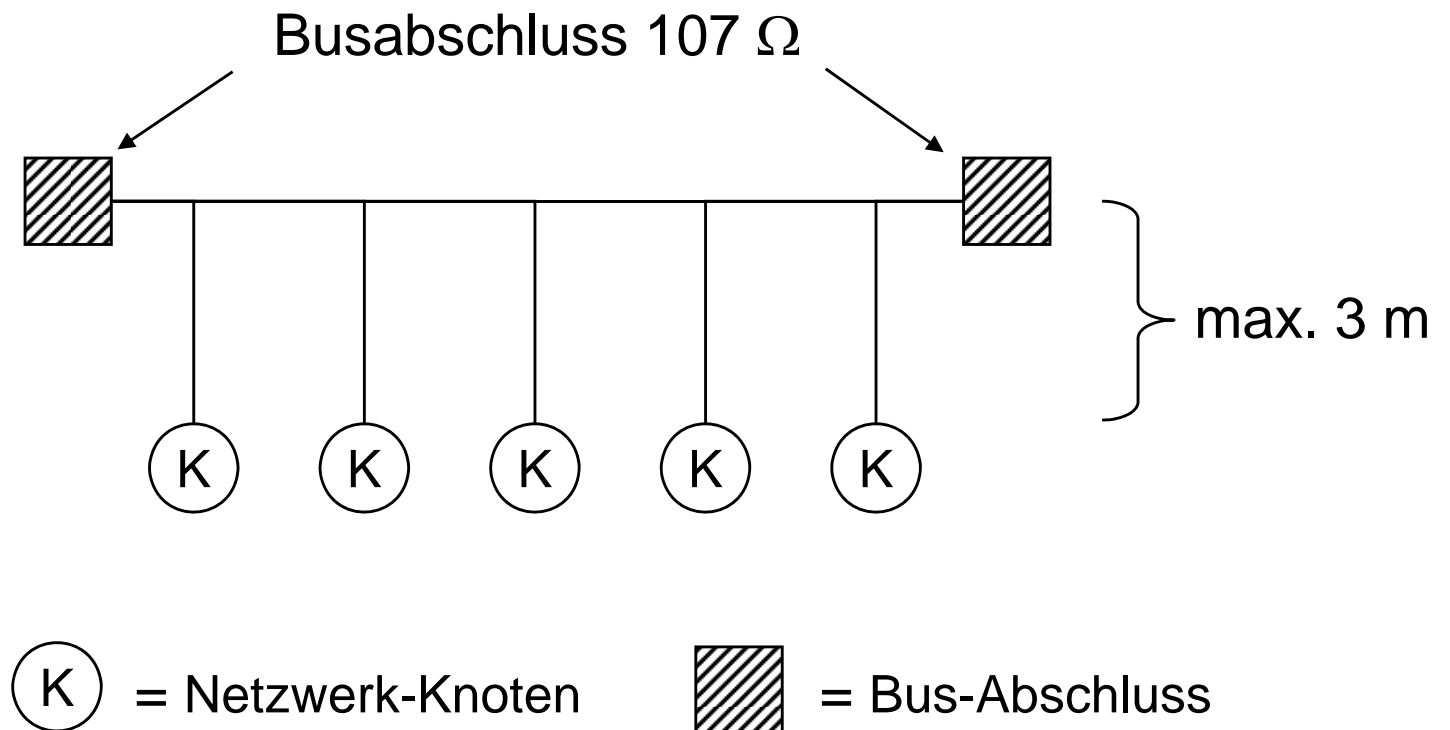 Busabschluss 107 Ω
max. 3 m
K K K K K
K = Netzwerk-Knoten = Bus-Abschluss